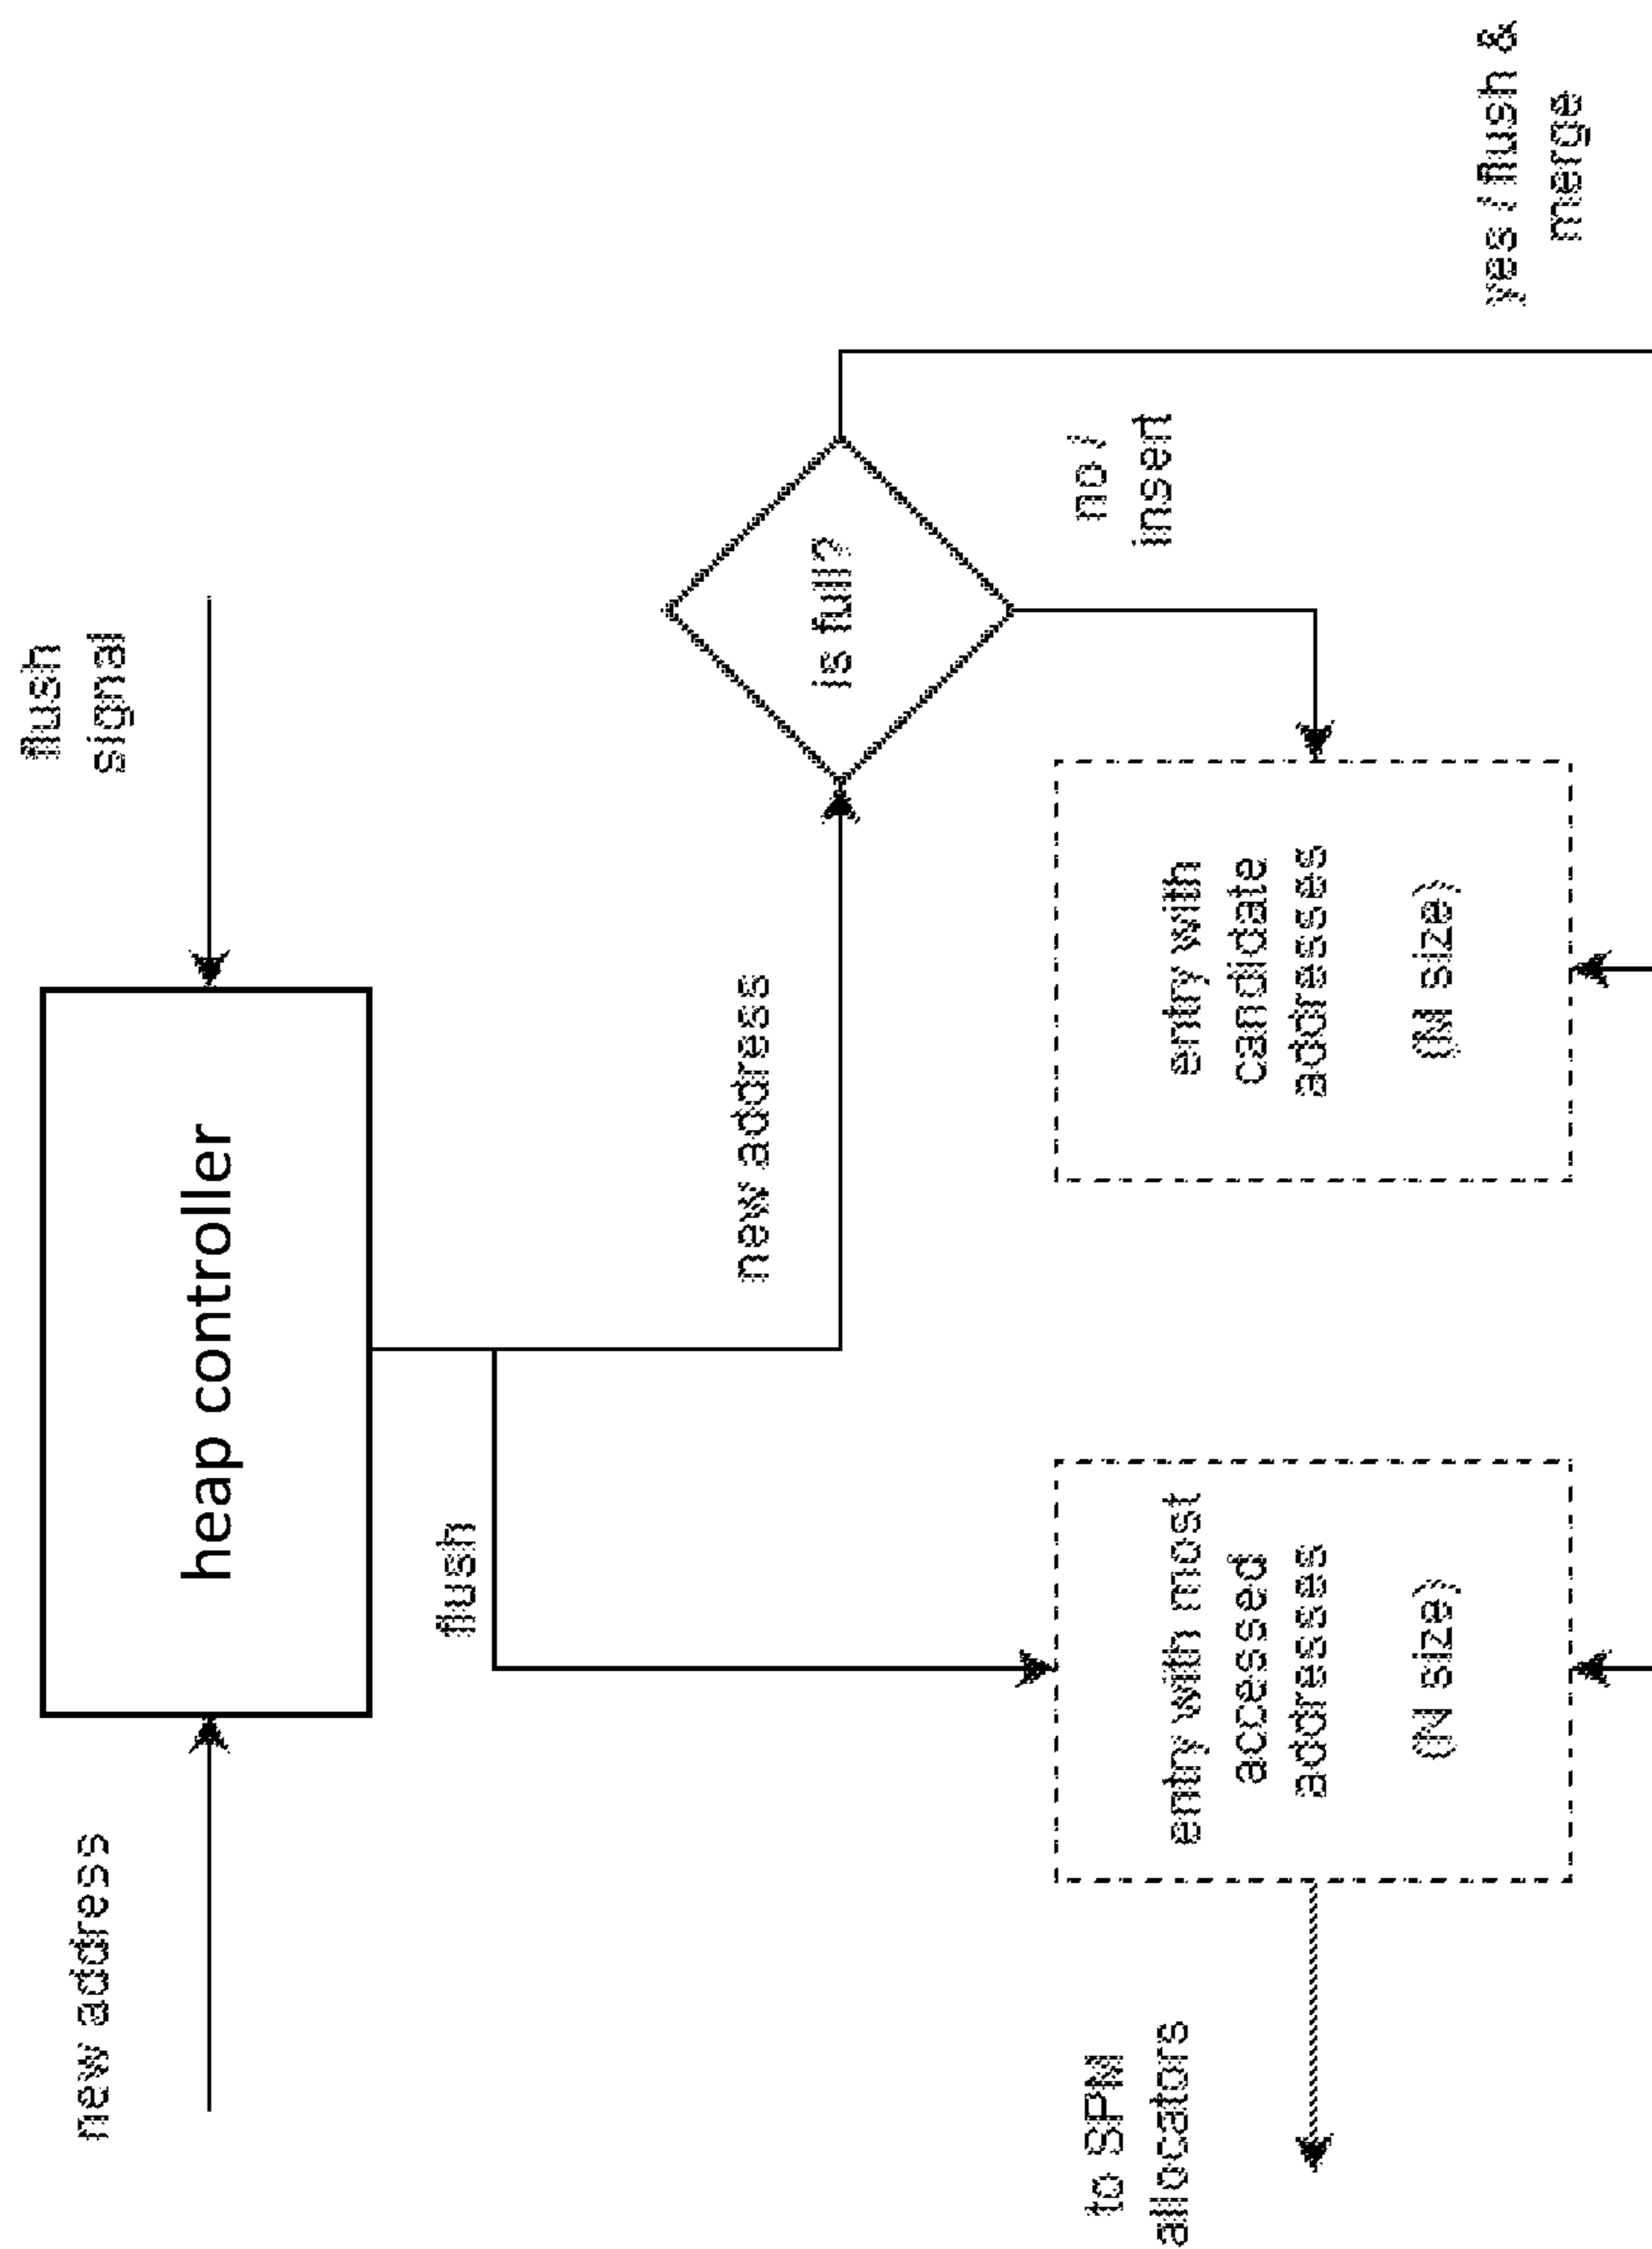 new address
flush
signal
heap controller
flush
new address
is full?
no /
insert
to SPM
allocators
entry with most
accessed
addresses
(N size)
entry with
candidate
addresses
(N size)
yes / flush &
merge